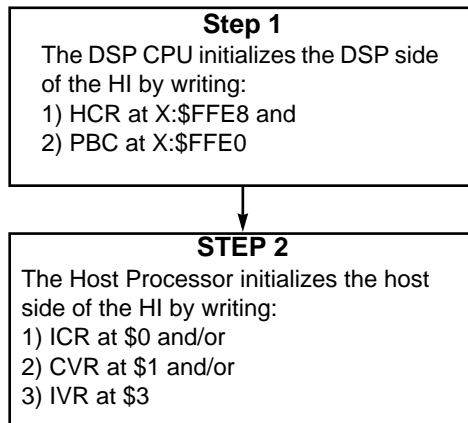 Step 1
The DSP CPU initializes the DSP side
of the HI by writing:
1) HCR at X:$FFE8 and
2) PBC at X:$FFE0
STEP 2
The Host Processor initializes the host
side of the HI by writing:
1) ICR at $0 and/or
2) CVR at $1 and/or
3) IVR at $3